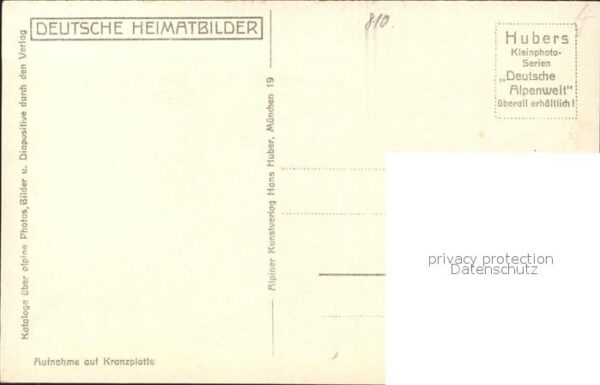 DEUTSCHE HEIMATBILDER
Kataloge über alpine Photos, Bilder u. Diapositive durch den Verlag
Aufnahme auf Kranzplatte
Alpiner Kunstverlag Hans Huber, München 19
810.
Hubers
Kleinphoto-
Serien
„Deutsche
Alpenwelt"
überall erhältlich!
privacy protection
Datenschutz